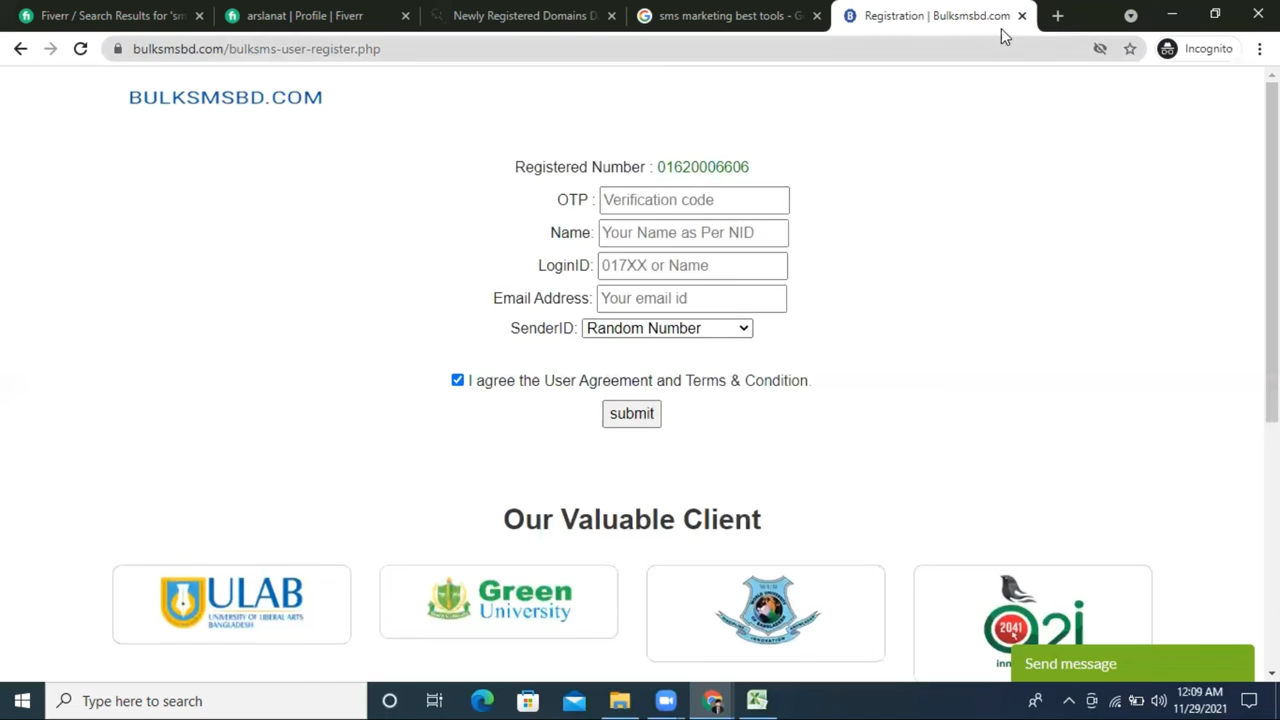 Fiverr / Search Results for 'sm
arslanat | Profile | Fiverr
Newly Registered Domains D
sms marketing best tools - G
Registration | Bulksmsbd.com
bulksmsbd.com/bulksms-user-register.php
Incognito
BULKSMSBD.COM
Registered Number : 01620006606
OTP : Verification code
Name: Your Name as Per NID
LoginID: 017XX or Name
Email Address: Your email id
SenderID: Random Number
I agree the User Agreement and Terms & Condition.
submit
Our Valuable Client
ULAB
UNIVERSITY OF LIBERAL ARTS
BANGLADESH
Green
University
INNOVATION
2041
a2i
Send message
Type here to search
12:09 AM
11/29/2021